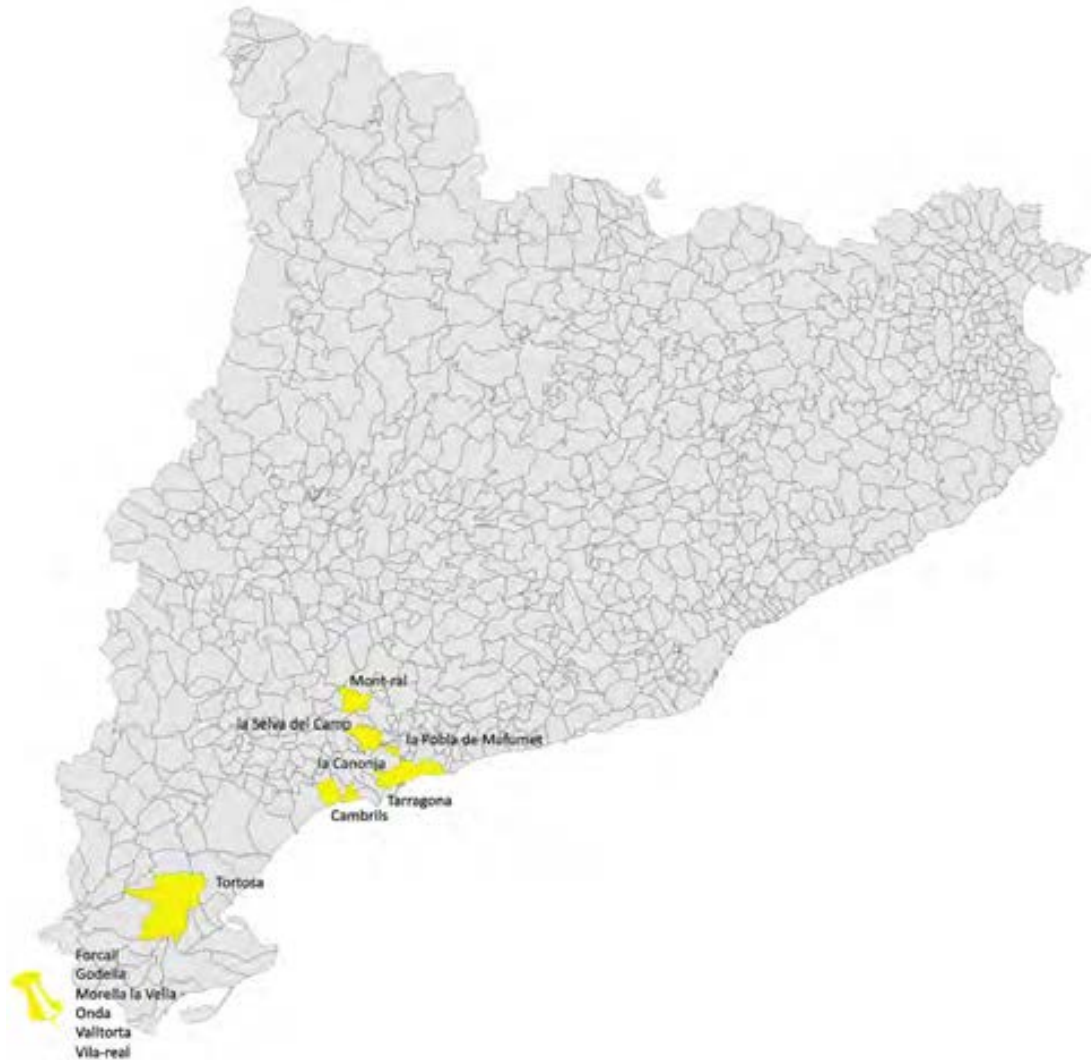 Mont-ral
la Selva del Camp
la Pobla de Mafumet
la Canonja
Tarragona
Cambrils
Tortosa
Forcall
Godella
Morella la Vella -
Onda
Valltorta
Vila-real